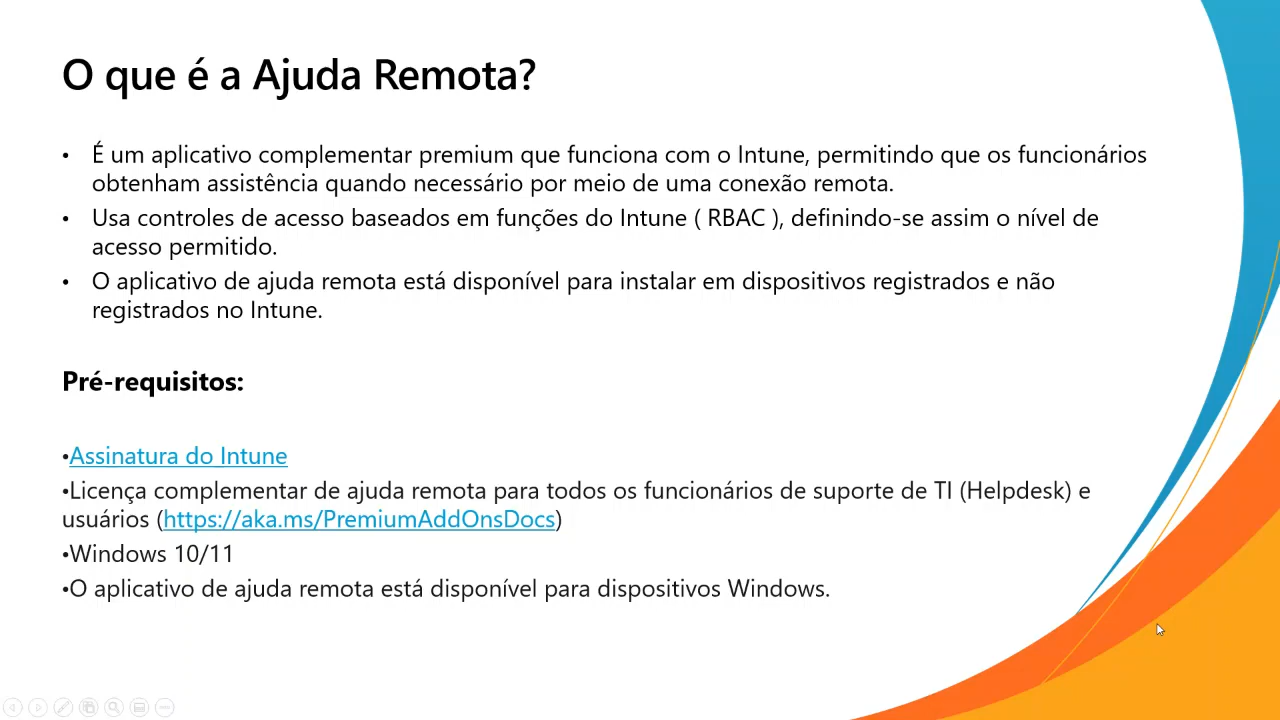 O que é a Ajuda Remota?
• É um aplicativo complementar premium que funciona com o Intune, permitindo que os funcionários
obtenham assistência quando necessário por meio de uma conexão remota.
• Usa controles de acesso baseados em funções do Intune ( RBAC ), definindo-se assim o nível de
acesso permitido.
• O aplicativo de ajuda remota está disponível para instalar em dispositivos registrados e não
registrados no Intune.
Pré-requisitos:
•Assinatura do Intune
•Licença complementar de ajuda remota para todos os funcionários de suporte de TI (Helpdesk) e
usuários (https://aka.ms/PremiumAddOnsDocs)
•Windows 10/11
•O aplicativo de ajuda remota está disponível para dispositivos Windows.